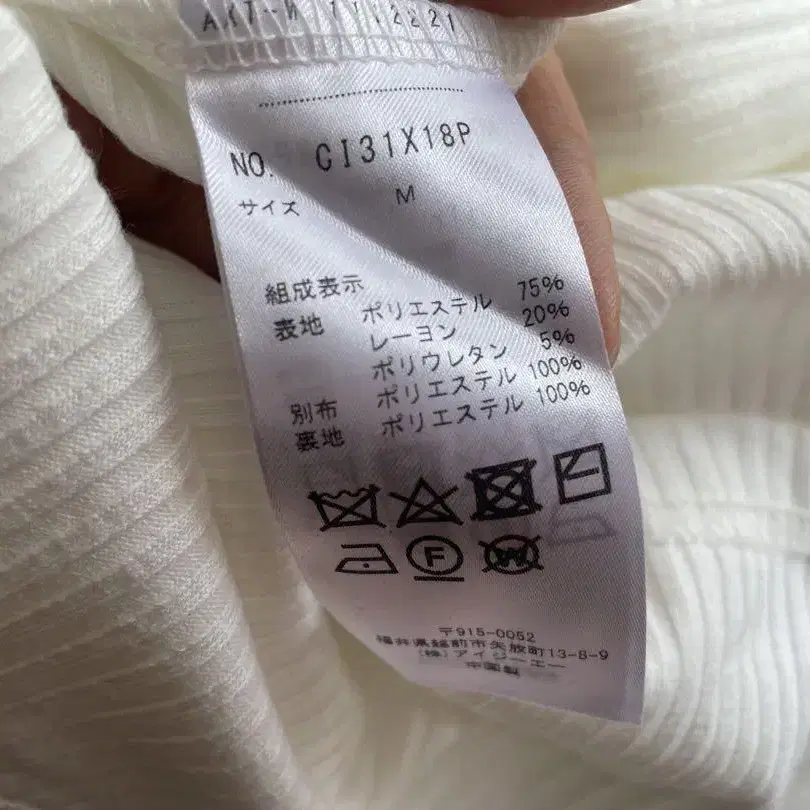 NO. CI31X18P
サイズ M
組成表示
表地 ポリエステル 75%
レーヨン 20%
ポリウレタン 5%
別布 ポリエステル 100%
裏地 ポリエステル 100%
F
W
〒915-0052
福井県越前市矢放町13-8-9
(株)アイジーエー
中国製